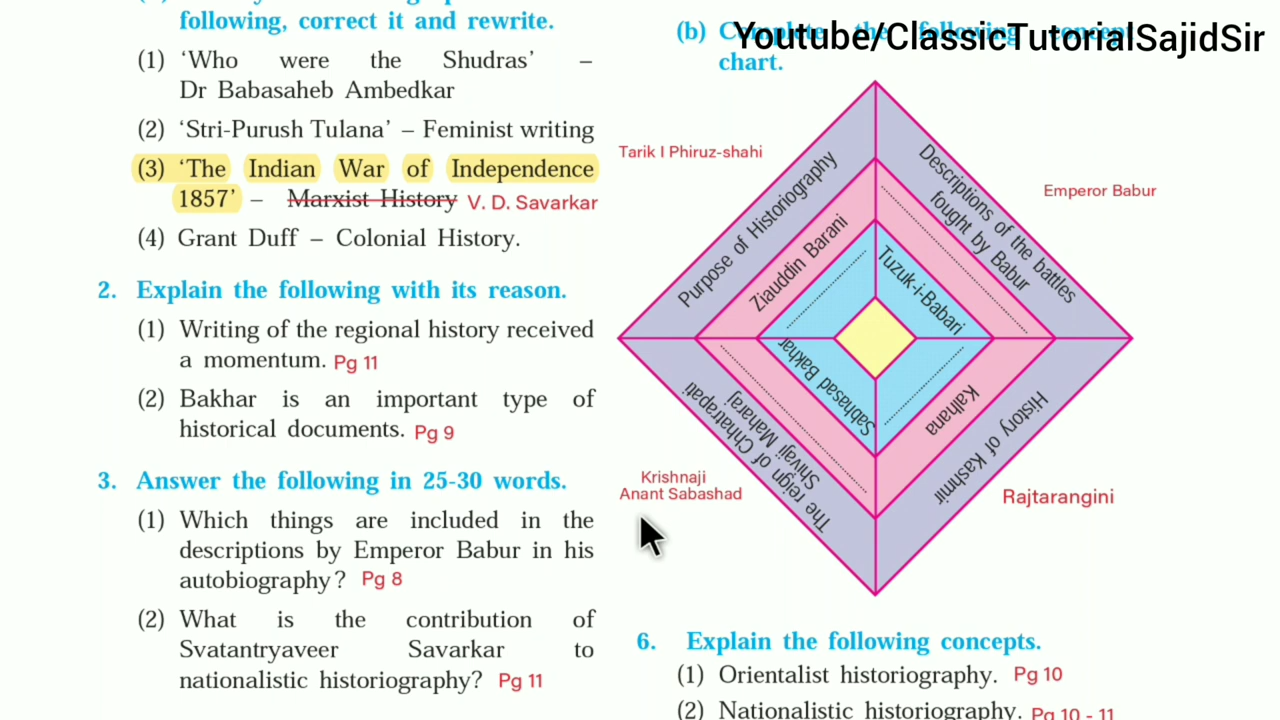 following, correct it and rewrite.
(1) ‘Who were the Shudras’ –
Dr Babasaheb Ambedkar
(2) ‘Stri-Purush Tulana’ – Feminist writing
(3) ‘The Indian War of Independence
1857’ – Marxist History V. D. Savarkar
(4) Grant Duff – Colonial History.
2. Explain the following with its reason.
(1) Writing of the regional history received
a momentum. Pg 11
(2) Bakhar is an important type of
historical documents. Pg 9
3. Answer the following in 25-30 words.
(1) Which things are included in the
descriptions by Emperor Babur in his
autobiography? Pg 8
(2) What is the contribution of
Svatantryaveer Savarkar to
nationalistic historiography? Pg 11
Youtube/ClassicTutorialSajidSir
(b) Complete the following concept
chart.
Tarik I Phiruz-shahi
Emperor Babur
Purpose of Historiography
Ziauddin Barani
Descriptions of the battles
fought by Babur
Tuzuk-i-Babari
Sabhasad Bakhar
The reign of Chhatrapati
Shivaji Maharaj
Kalhana
History of Kashmir
Krishnaji
Anant Sabashad
Rajtarangini
6. Explain the following concepts.
(1) Orientalist historiography. Pg 10
(2) Nationalistic historiography. Pg 10 - 11